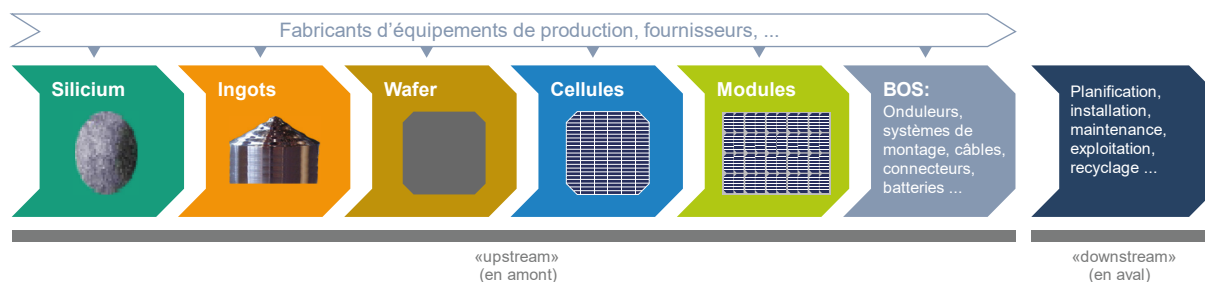 Fabricants d'équipements de production, fournisseurs, ...
Silicium
Ingots
Wafer
Cellules
Modules
BOS:
Onduleurs,
systèmes de
montage, câbles,
connecteurs,
batteries ...
Planification,
installation,
maintenance,
exploitation,
recyclage ...
«upstream»
(en amont)
«downstream»
(en aval)